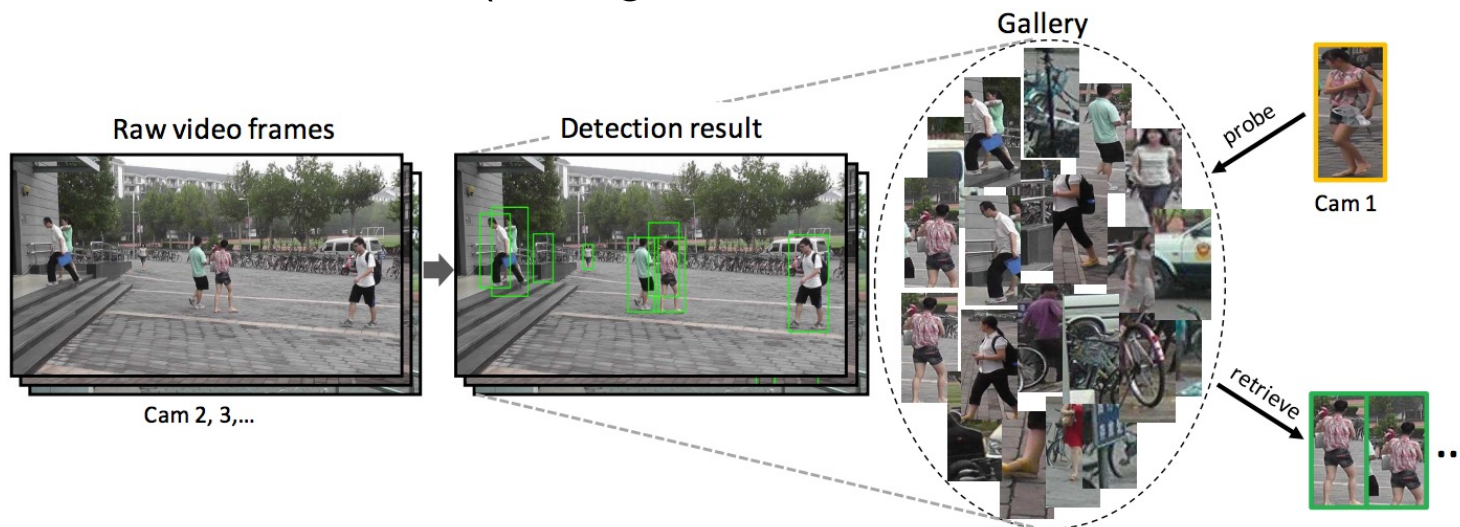 Gallery
Raw video frames
Detection result
probe
Cam 1
Cam 2, 3,...
retrieve
..